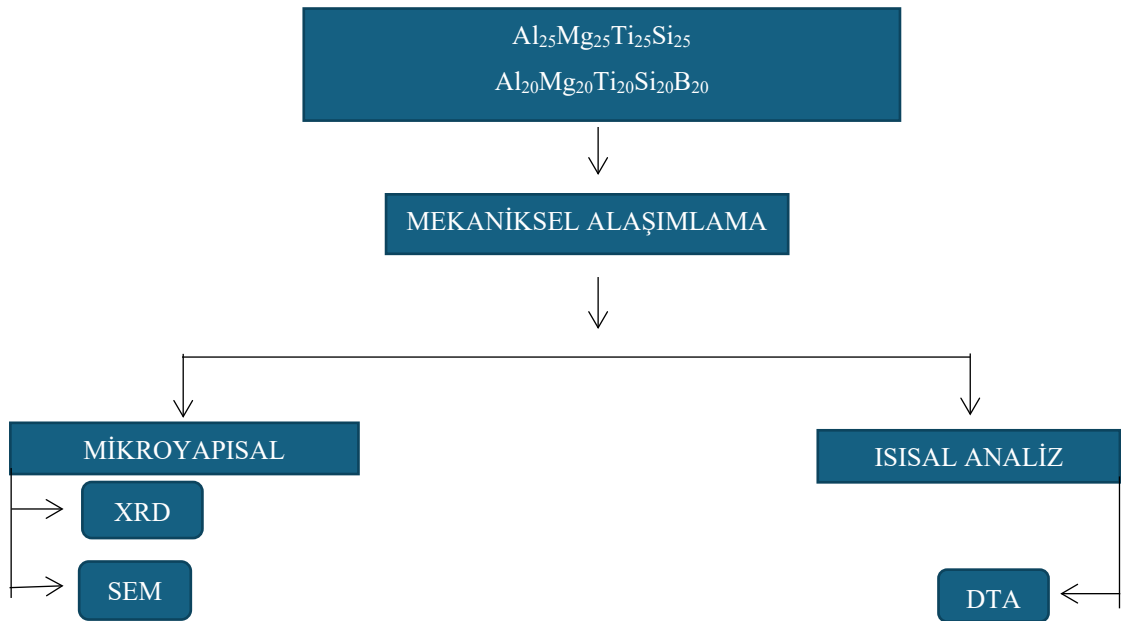 Al₂₅Mg₂₅Ti₂₅Si₂₅
Al₂₀Mg₂₀Ti₂₀Si₂₀B₂₀
MEKANİKSEL ALAŞIMLAMA
MİKROYAPISAL
ISISAL ANALİZ
XRD
SEM
DTA